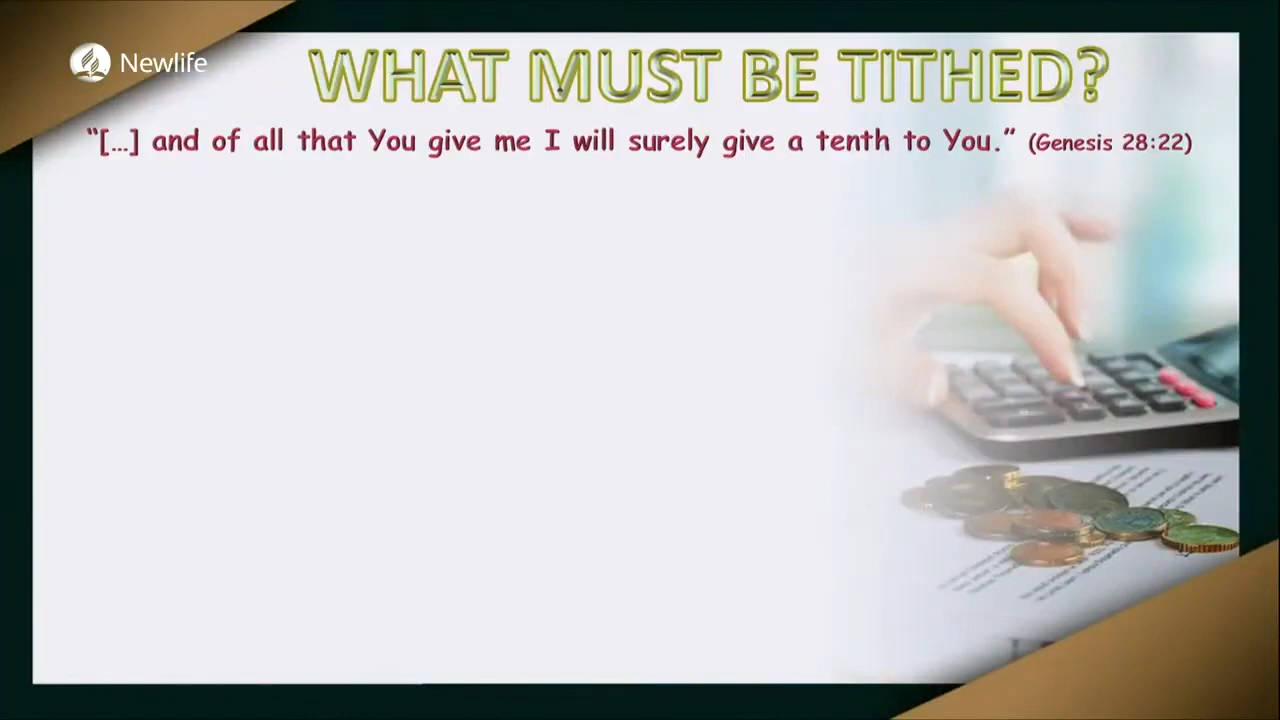 Newlife
WHAT MUST BE TITHED?
“[…] and of all that You give me I will surely give a tenth to You.” (Genesis 28:22)